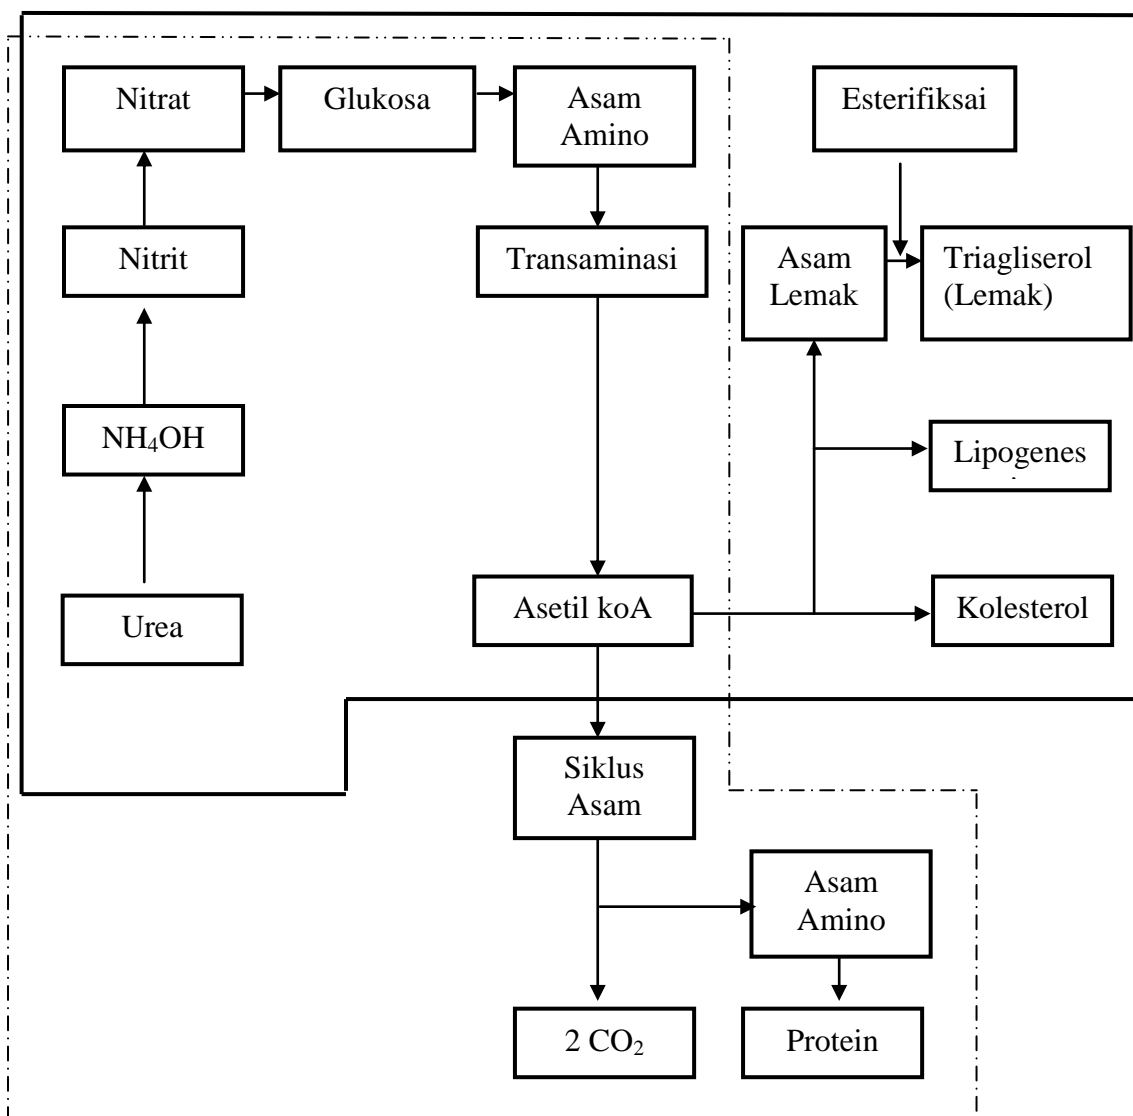 Nitrat
Glukosa
Asam
Amino
Esterifiksai
Nitrit
Transaminasi
Asam
Lemak
Triagliserol
(Lemak)
NH₄OH
Lipogenes
Urea
Asetil koA
Kolesterol
Siklus
Asam
Asam
Amino
2 CO₂
Protein